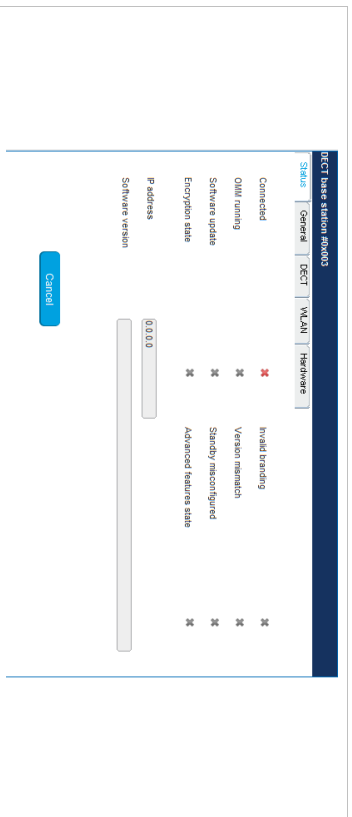 DECT base station #0x003
Status General DECT WLAN Hardware
Connected ✖ Invalid branding ✖
OMM running ✖ Version mismatch ✖
Software update ✖ Standby misconfigured ✖
Encryption state ✖ Advanced features state ✖
IP address 0.0.0.0
Software version
Cancel